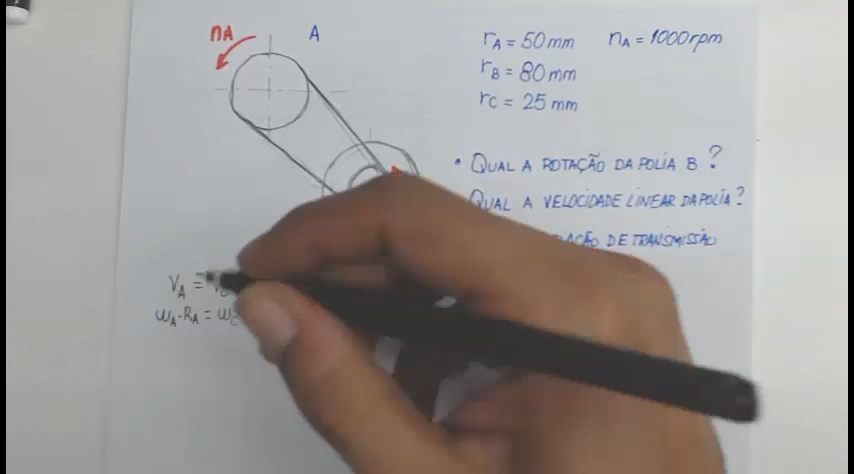 nA
A
rA = 50 mm nA = 1000 rpm
rB = 80 mm
rC = 25 mm
• QUAL A ROTAÇÃO DA POLIA B ?
QUAL A VELOCIDADE LINEAR DA POLIA ?
DE TRANSMISSÃO
VA =
ωA·RA = ωC